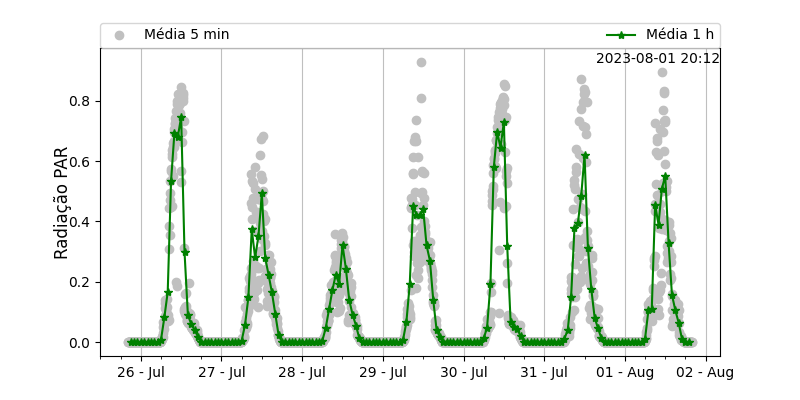 Média 5 min
Média 1 h
2023-08-01 20:12
Radiação PAR
0.8
0.6
0.4
0.2
0.0
26 - Jul
27 - Jul
28 - Jul
29 - Jul
30 - Jul
31 - Jul
01 - Aug
02 - Aug